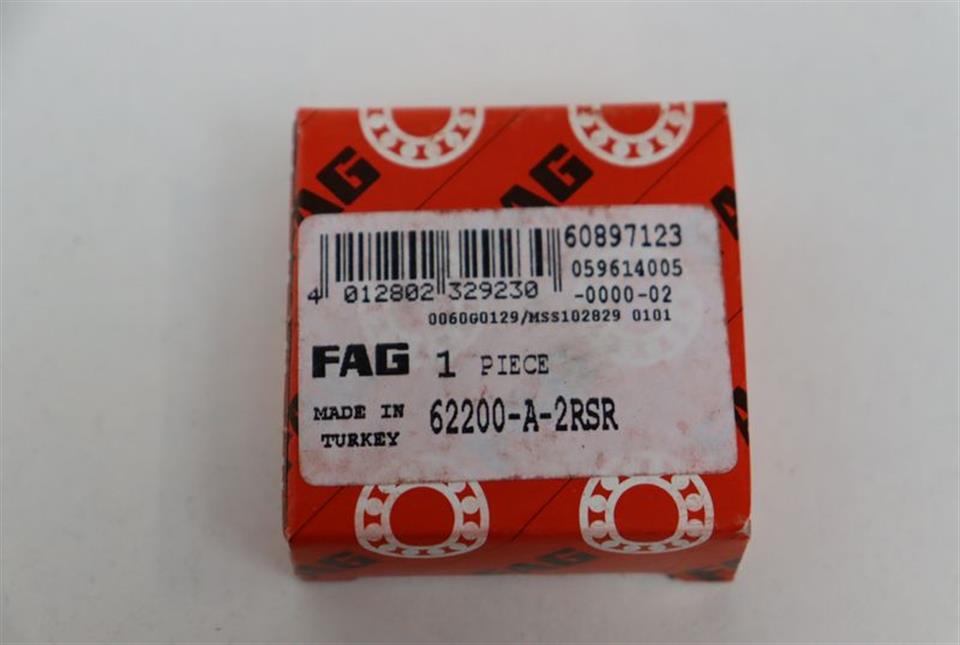 FAG
FAG
60897123
059614005
4 012802 329230
-0000-02
0060G0129/MSS102829 0101
FAG 1 PIECE
MADE IN
TURKEY
62200-A-2RSR
FAG